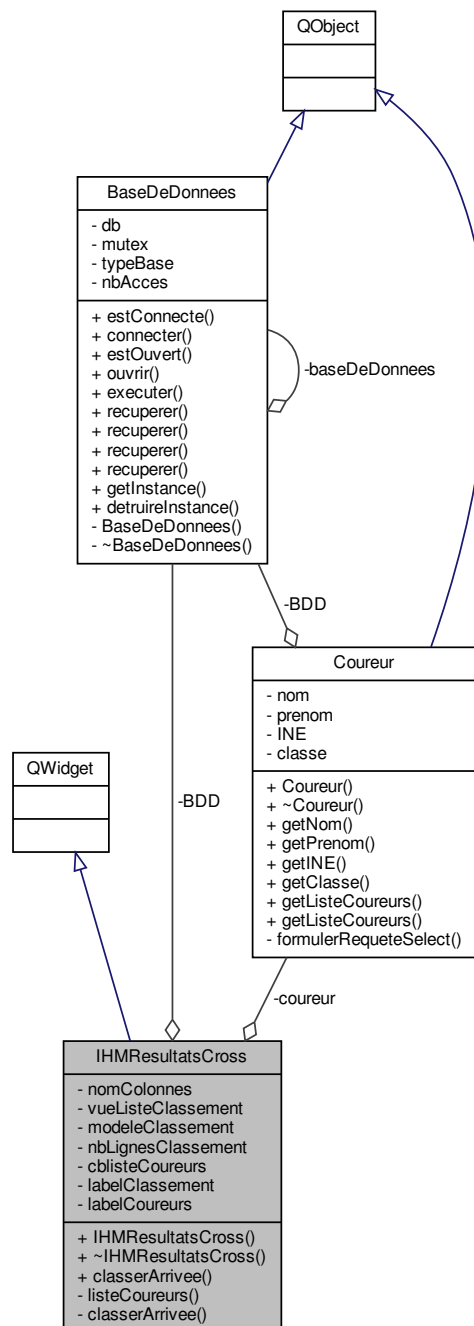 QObject
BaseDeDonnees
- db
- mutex
- typeBase
- nbAcces
+ estConnecte()
+ connecter()
+ estOuvert()
+ ouvrir()
+ executer()
+ recuperer()
+ recuperer()
+ recuperer()
+ recuperer()
+ getInstance()
+ detruireInstance()
- BaseDeDonnees()
- ~BaseDeDonnees()
-baseDeDonnees
-BDD
Coureur
- nom
- prenom
- INE
- classe
+ Coureur()
+ ~Coureur()
+ getNom()
+ getPrenom()
+ getINE()
+ getClasse()
+ getListeCoureurs()
+ getListeCoureurs()
- formulerRequeteSelect()
QWidget
-BDD
-coureur
IHMResultatsCross
- nomColonnes
- vueListeClassement
- modeleClassement
- nbLignesClassement
- cblisteCoureurs
- labelClassement
- labelCoureurs
+ IHMResultatsCross()
+ ~IHMResultatsCross()
+ classerArrivee()
- listeCoureurs()
- classerArrivee()